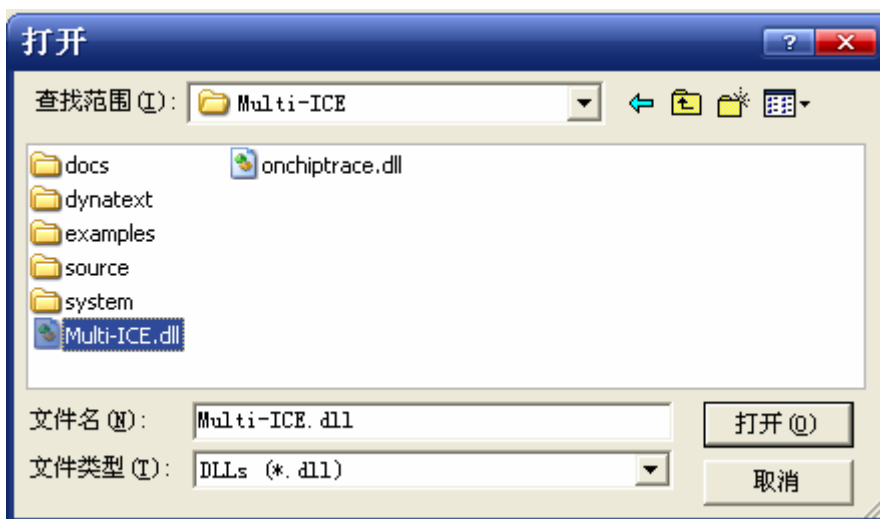 打开
?
查找范围(I): Multi-ICE
docs
dynatext
examples
source
system
Multi-ICE.dll
onchiptrace.dll
文件名(N): Multi-ICE.dll 打开(O)
文件类型(T): DLLs (*.dll) 取消